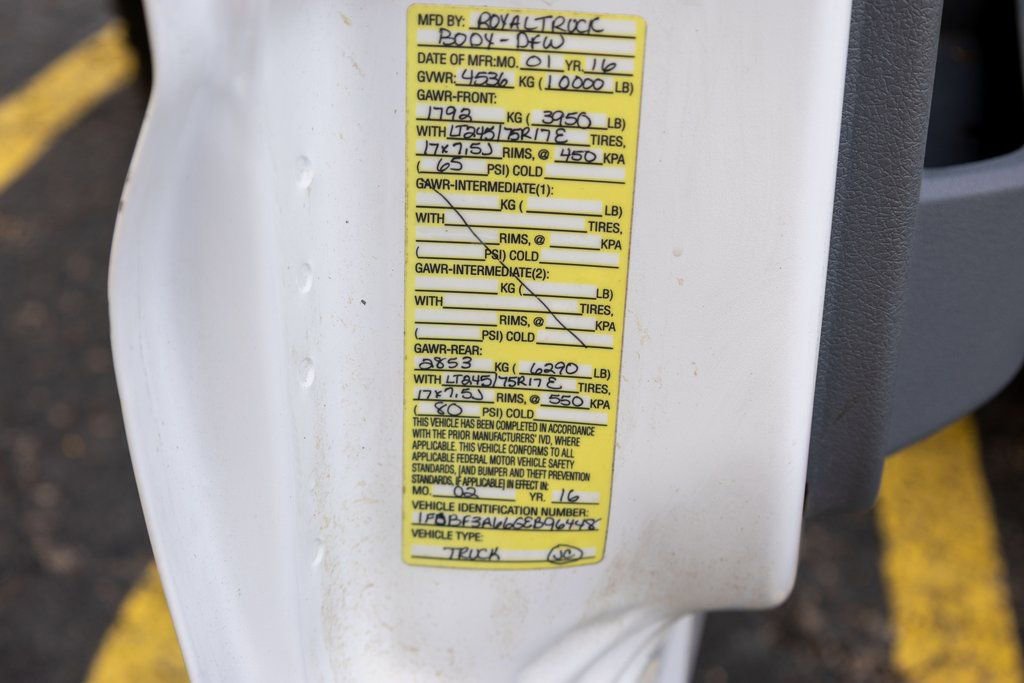 MFD BY: ROYAL TRUCK
BODY-DFW
DATE OF MFR: MO. 01 YR. 16
GVWR: 4536 KG (10000 LB)
GAWR-FRONT:
1792 KG ( 3950 LB)
WITH LT245/75R17E TIRES,
17x7.5J RIMS, @ 450 KPA
( 65 PSI) COLD
GAWR-INTERMEDIATE(1):
KG ( LB)
WITH TIRES,
RIMS, @ KPA
( PSI) COLD
GAWR-INTERMEDIATE(2):
KG ( LB)
WITH TIRES,
RIMS, @ KPA
( PSI) COLD
GAWR-REAR:
2853 KG ( 6290 LB)
WITH LT245/75R17E TIRES,
17x7.5J RIMS, @ 550 KPA
( 80 PSI) COLD
THIS VEHICLE HAS BEEN COMPLETED IN ACCORDANCE
WITH THE PRIOR MANUFACTURERS' IVD, WHERE
APPLICABLE. THIS VEHICLE CONFORMS TO ALL
APPLICABLE FEDERAL MOTOR VEHICLE SAFETY
STANDARDS, [AND BUMPER AND THEFT PREVENTION
STANDARDS, IF APPLICABLE] IN EFFECT IN:
MO. 02 YR. 16
VEHICLE IDENTIFICATION NUMBER:
VEHICLE TYPE:
TRUCK JC